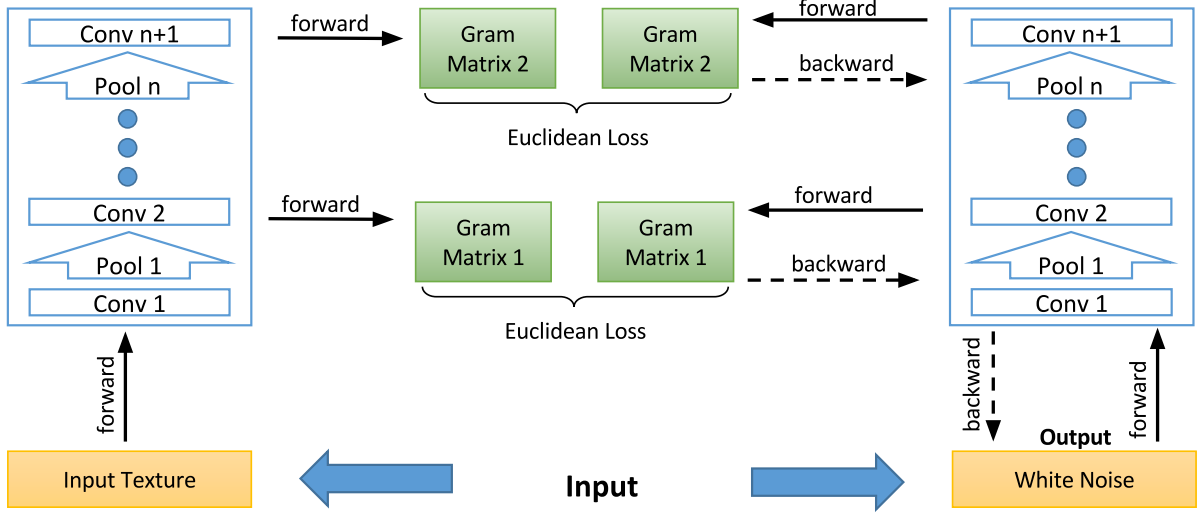 Conv n+1
Pool n
Conv 2
Pool 1
Conv 1
forward
Input Texture
forward
Gram
Matrix 2
Gram
Matrix 2
Euclidean Loss
forward
backward
forward
Gram
Matrix 1
Gram
Matrix 1
Euclidean Loss
forward
backward
Conv n+1
Pool n
Conv 2
Pool 1
Conv 1
backward
forward
Output
White Noise
Input